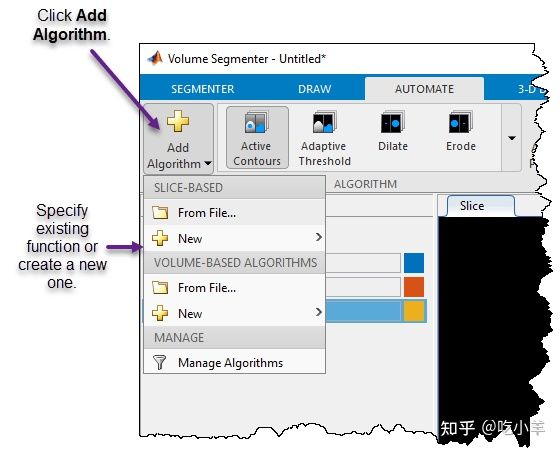 Click Add
Algorithm.
Volume Segmenter - Untitled*
SEGMENTER
DRAW
AUTOMATE
Add
Algorithm
Active
Contours
Adaptive
Threshold
Dilate
Erode
ALGORITHM
SLICE-BASED
From File...
New
VOLUME-BASED ALGORITHMS
From File...
New
MANAGE
Manage Algorithms
Slice
Specify
existing
function or
create a new
one.
知乎 @吃小羊